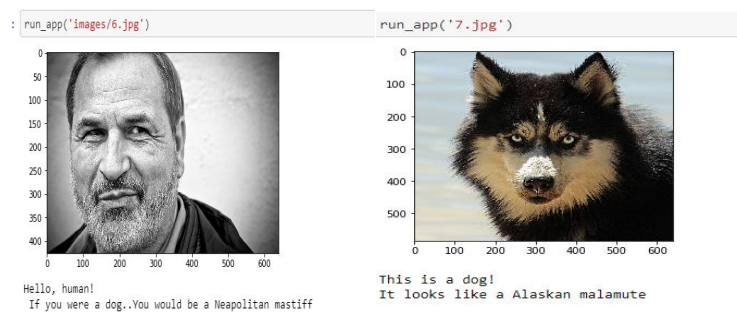 : run_app('images/6.jpg')
0
50
100
150
200
250
300
350
400
0 100 200 300 400 500 600
Hello, human!
If you were a dog..You would be a Neapolitan mastiff
run_app('7.jpg')
0
100
200
300
400
500
0 100 200 300 400 500 600
This is a dog!
It looks like a Alaskan malamute